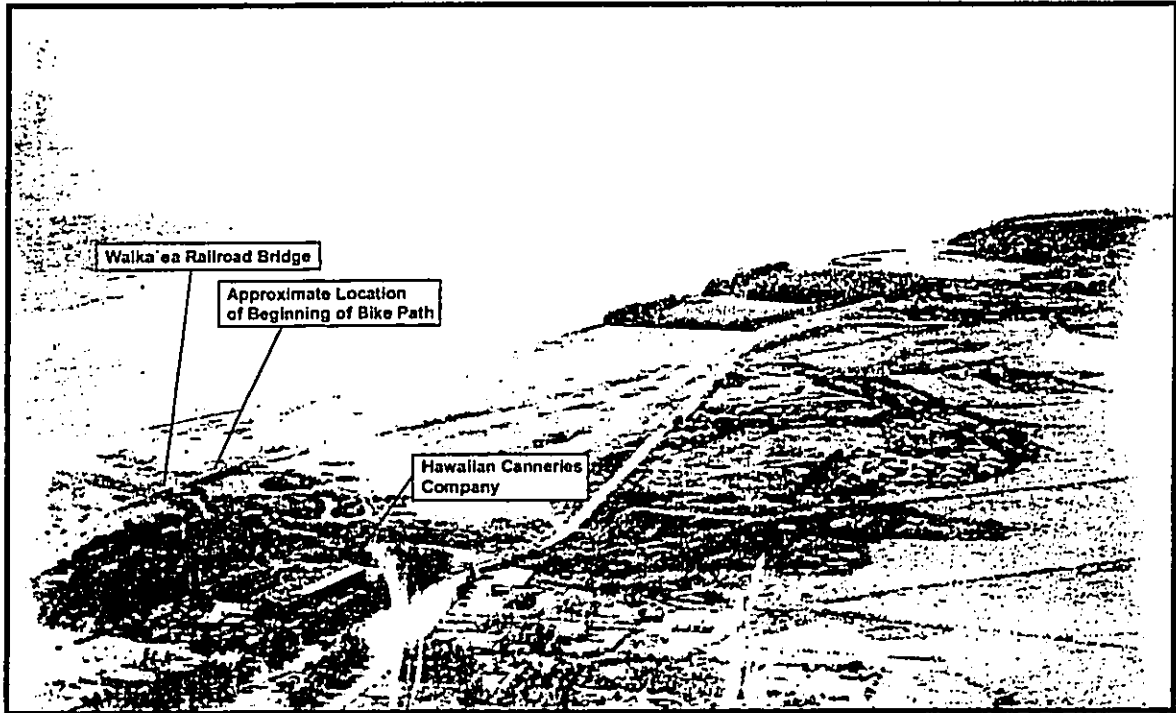 Waika`ea Railroad Bridge
Approximate Location
of Beginning of Bike Path
Hawaiian Canneries
Company